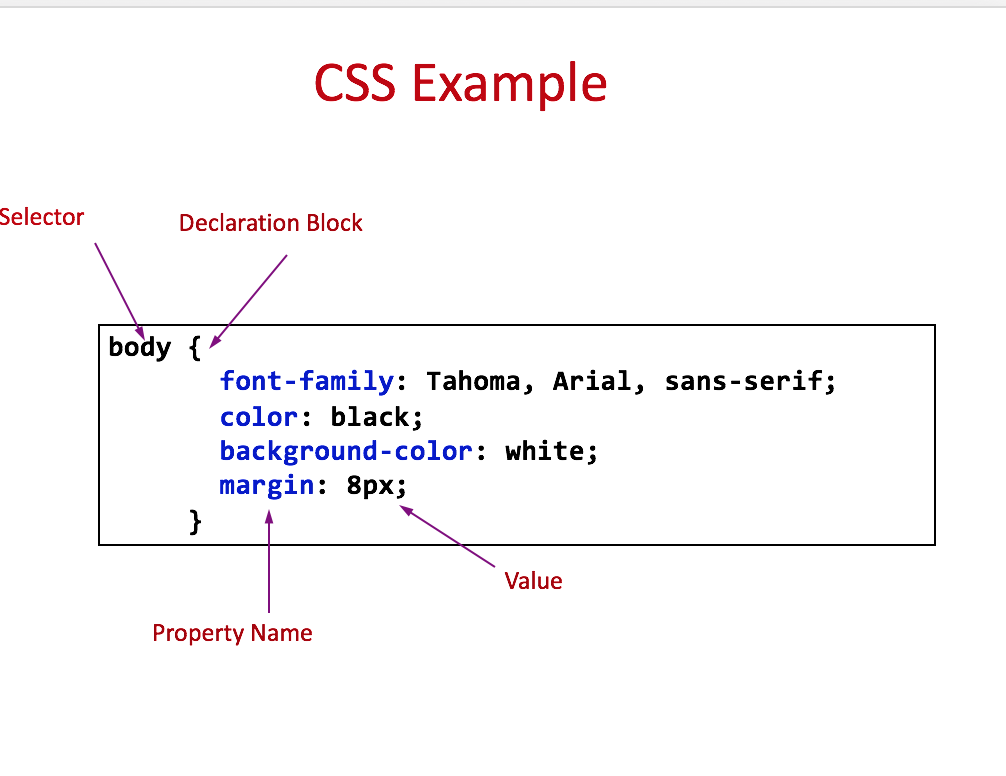 CSS Example
Selector
Declaration Block
body {
font-family: Tahoma, Arial, sans-serif;
color: black;
background-color: white;
margin: 8px;
}
Value
Property Name